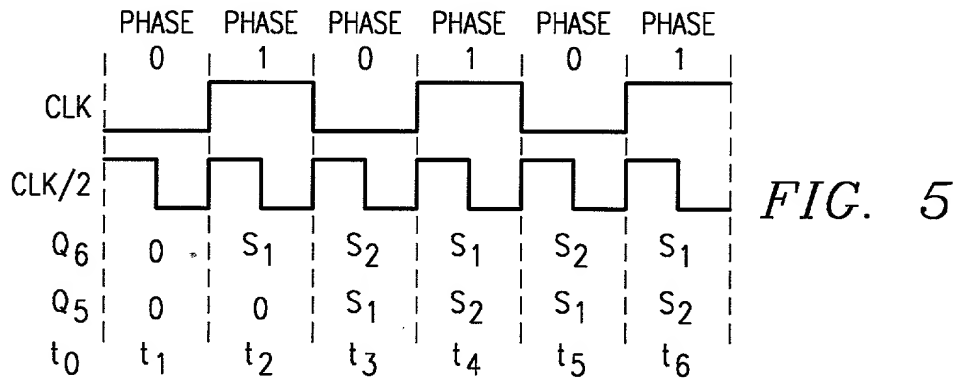 PHASE PHASE PHASE PHASE PHASE PHASE
0 1 0 1 0 1
CLK
CLK/2
FIG. 5
Q6 0 S1 S2 S1 S2 S1
Q5 0 0 S1 S2 S1 S2
t0 t1 t2 t3 t4 t5 t6